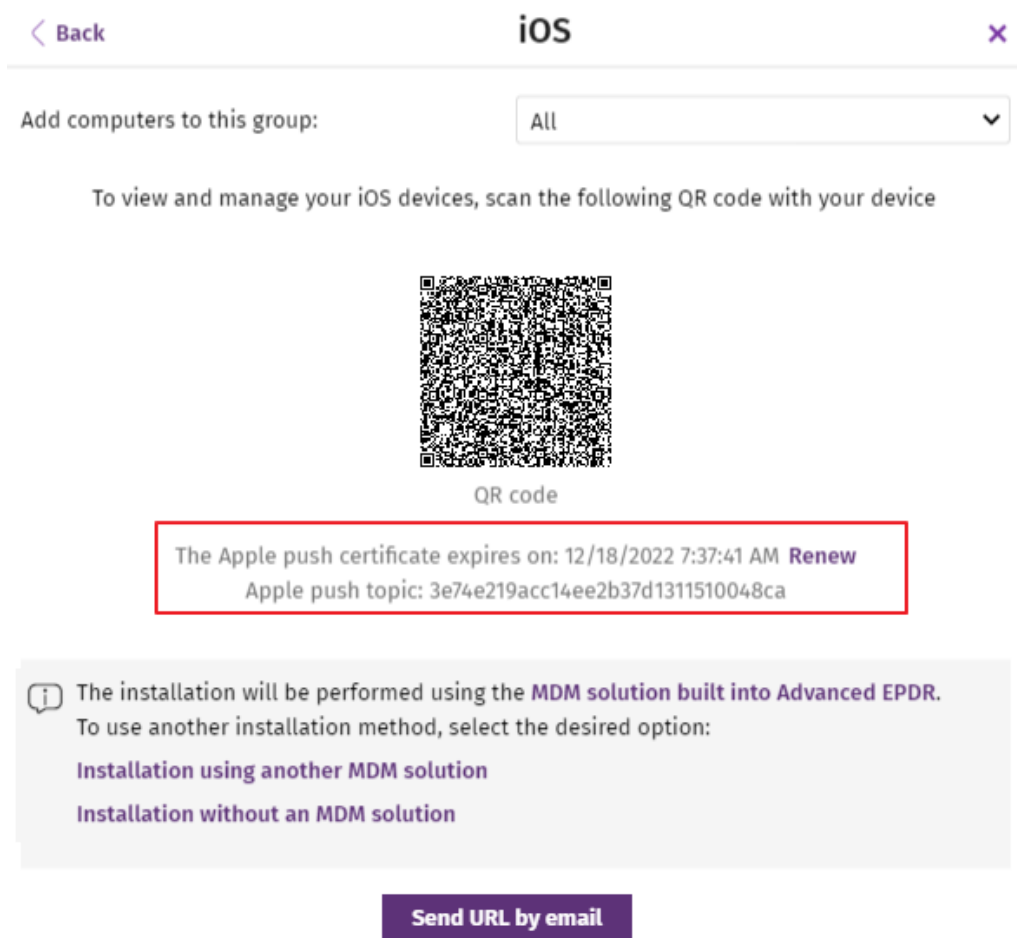 Back
iOS
Add computers to this group:
All
To view and manage your iOS devices, scan the following QR code with your device
QR code
The Apple push certificate expires on: 12/18/2022 7:37:41 AM Renew
Apple push topic: 3e74e219acc14ee2b37d1311510048ca
The installation will be performed using the MDM solution built into Advanced EPDR.
To use another installation method, select the desired option:
Installation using another MDM solution
Installation without an MDM solution
Send URL by email